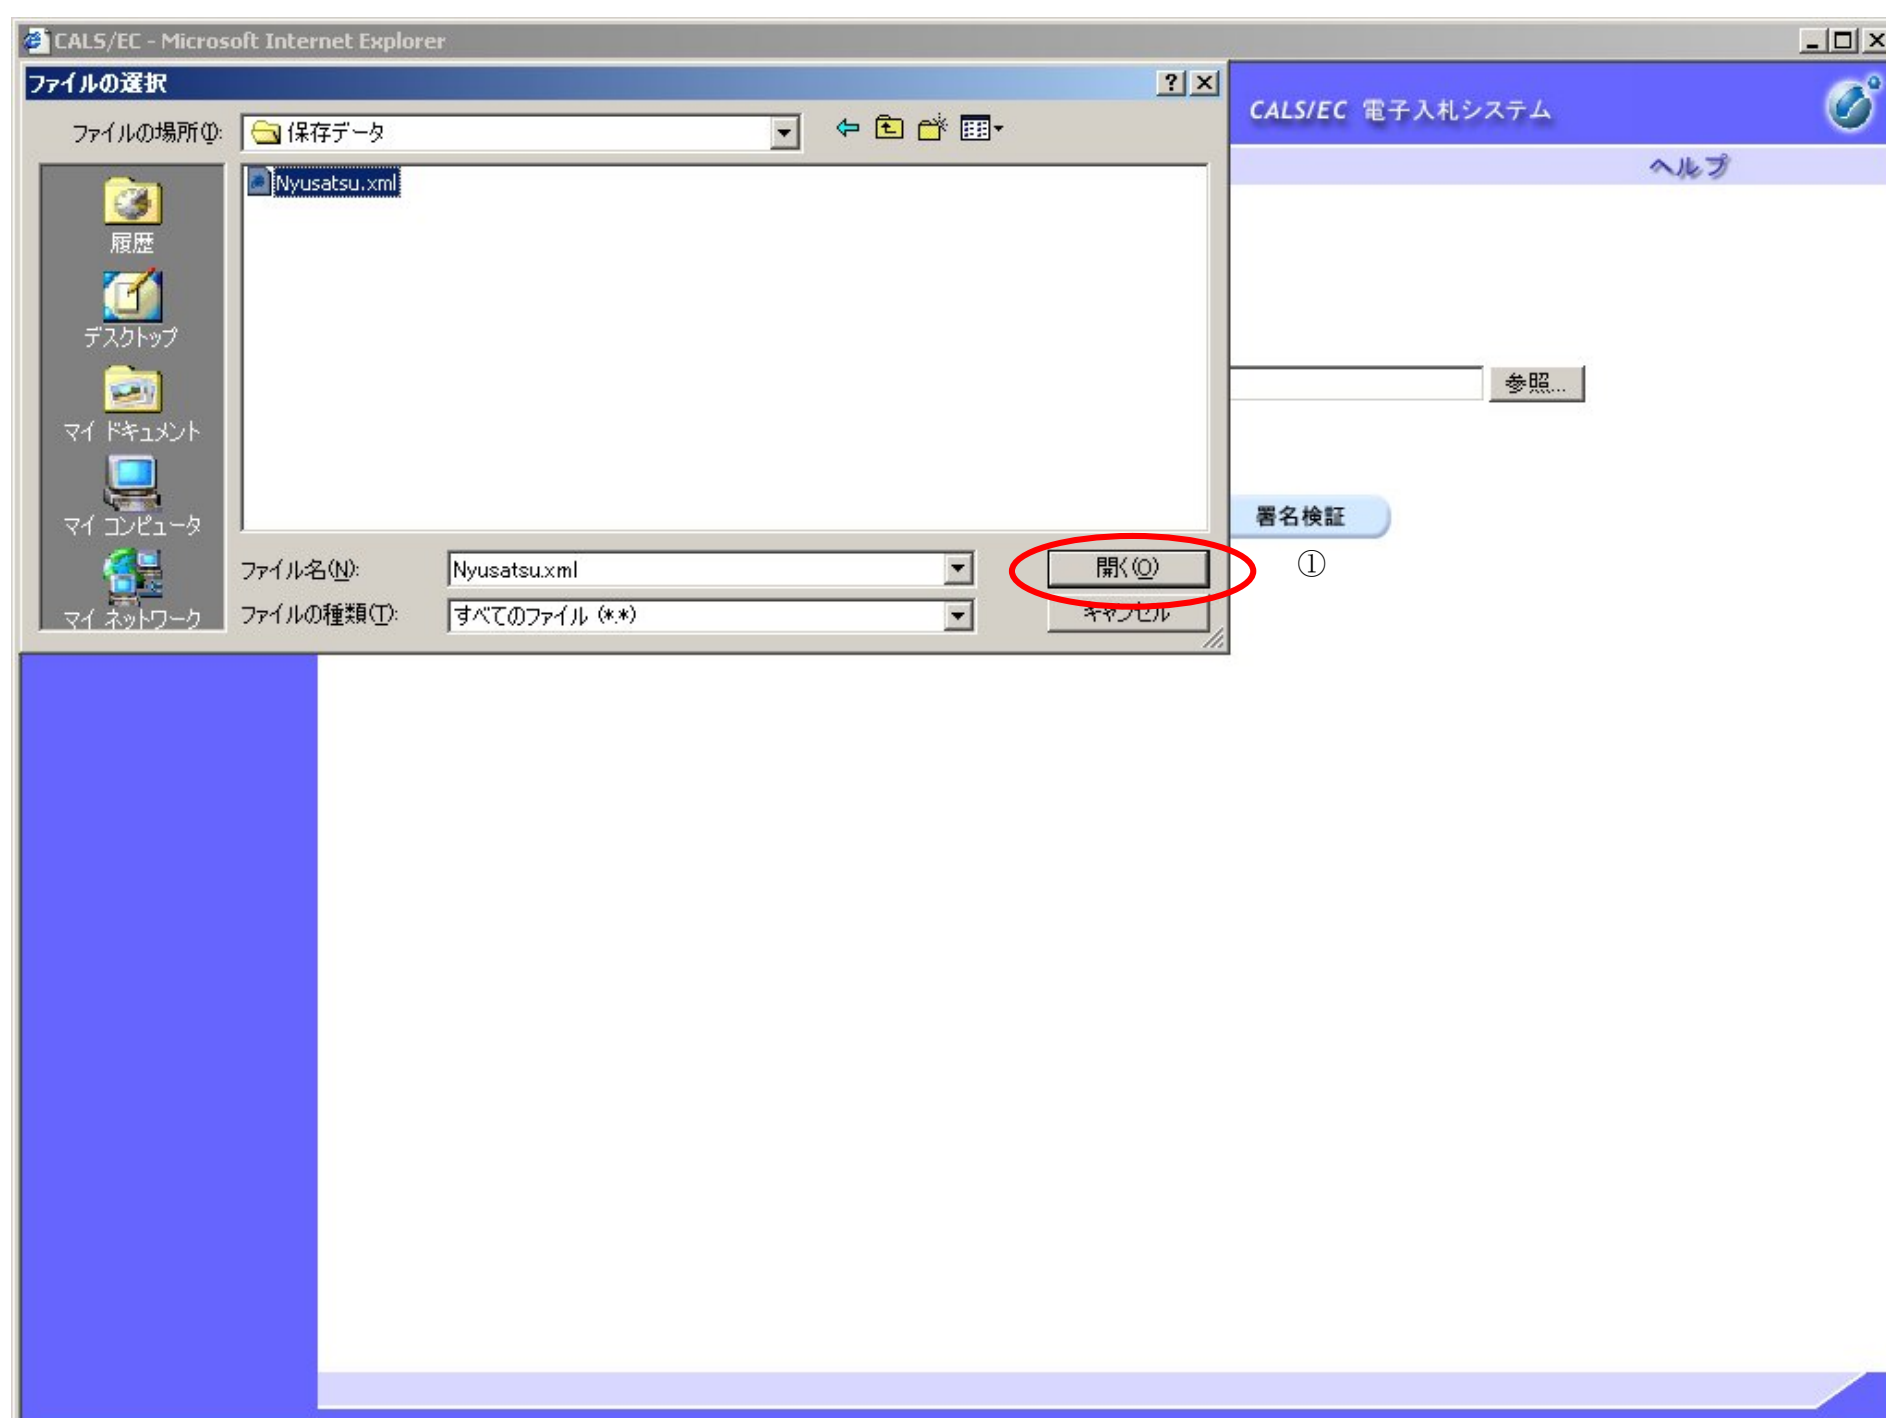 CALS/EC - Microsoft Internet Explorer
ファイルの選択
CALS/EC 電子入札システム
ファイルの場所(I):
保存データ
ヘルプ
Nyusatsu.xml
履歴
デスクトップ
参照...
マイ ドキュメント
マイ コンピュータ
署名検証
ファイル名(N):
Nyusatsu.xml
開く(O)
①
マイ ネットワーク
ファイルの種類(T):
すべてのファイル (*.*)
キャンセル